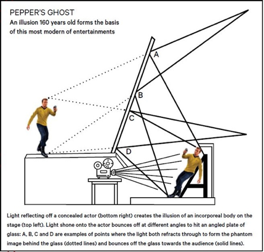 PEPPER'S GHOST
An illusion 160 years old forms the basis
of this most modern of entertainments
A
B
C
D
Light reflecting off a concealed actor (bottom right) creates the illusion of an incorporeal body on the
stage (top left). Light shone onto the actor bounces off at different angles to hit an angled plate of
glass: A, B, C and D are examples of points where the light both refracts through to form the phantom
image behind the glass (dotted lines) and bounces off the glass towards the audience (solid lines).